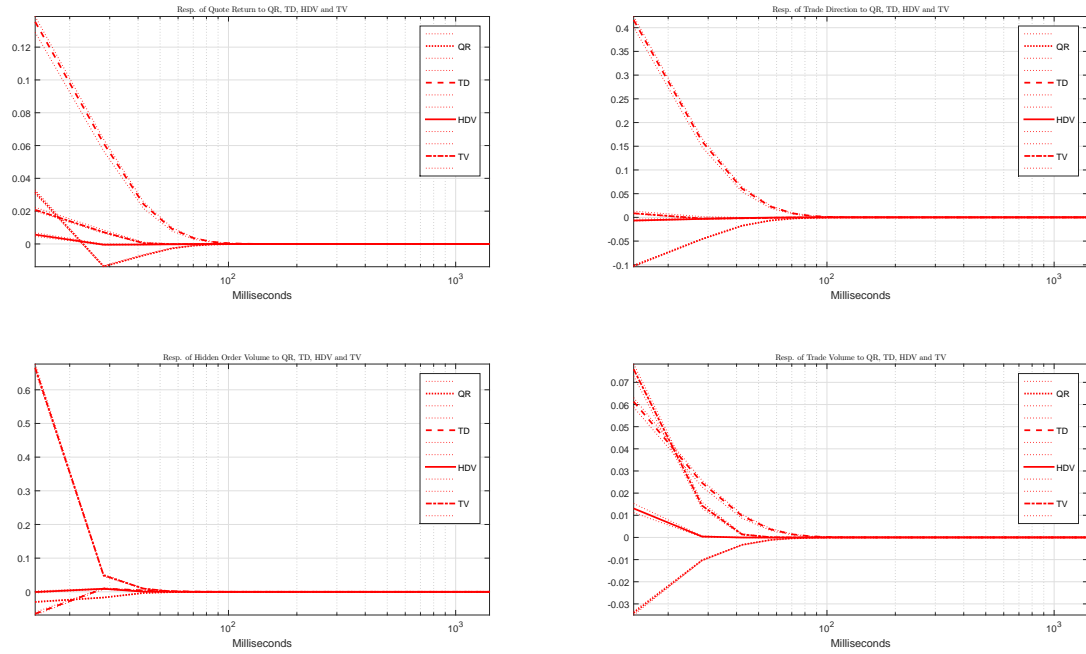 Resp. of Quote Return to QR, TD, HDV and TV
0.12
0.1
0.08
0.06
0.04
0.02
0
QR
TD
HDV
TV
10^2
10^3
Milliseconds
Resp. of Trade Direction to QR, TD, HDV and TV
0.4
0.35
0.3
0.25
0.2
0.15
0.1
0.05
0
-0.05
-0.1
QR
TD
HDV
TV
10^2
10^3
Milliseconds
Resp. of Hidden Order Volume to QR, TD, HDV and TV
0.6
0.5
0.4
0.3
0.2
0.1
0
QR
TD
HDV
TV
10^2
10^3
Milliseconds
Resp. of Trade Volume to QR, TD, HDV and TV
0.07
0.06
0.05
0.04
0.03
0.02
0.01
0
-0.01
-0.02
-0.03
QR
TD
HDV
TV
10^2
10^3
Milliseconds